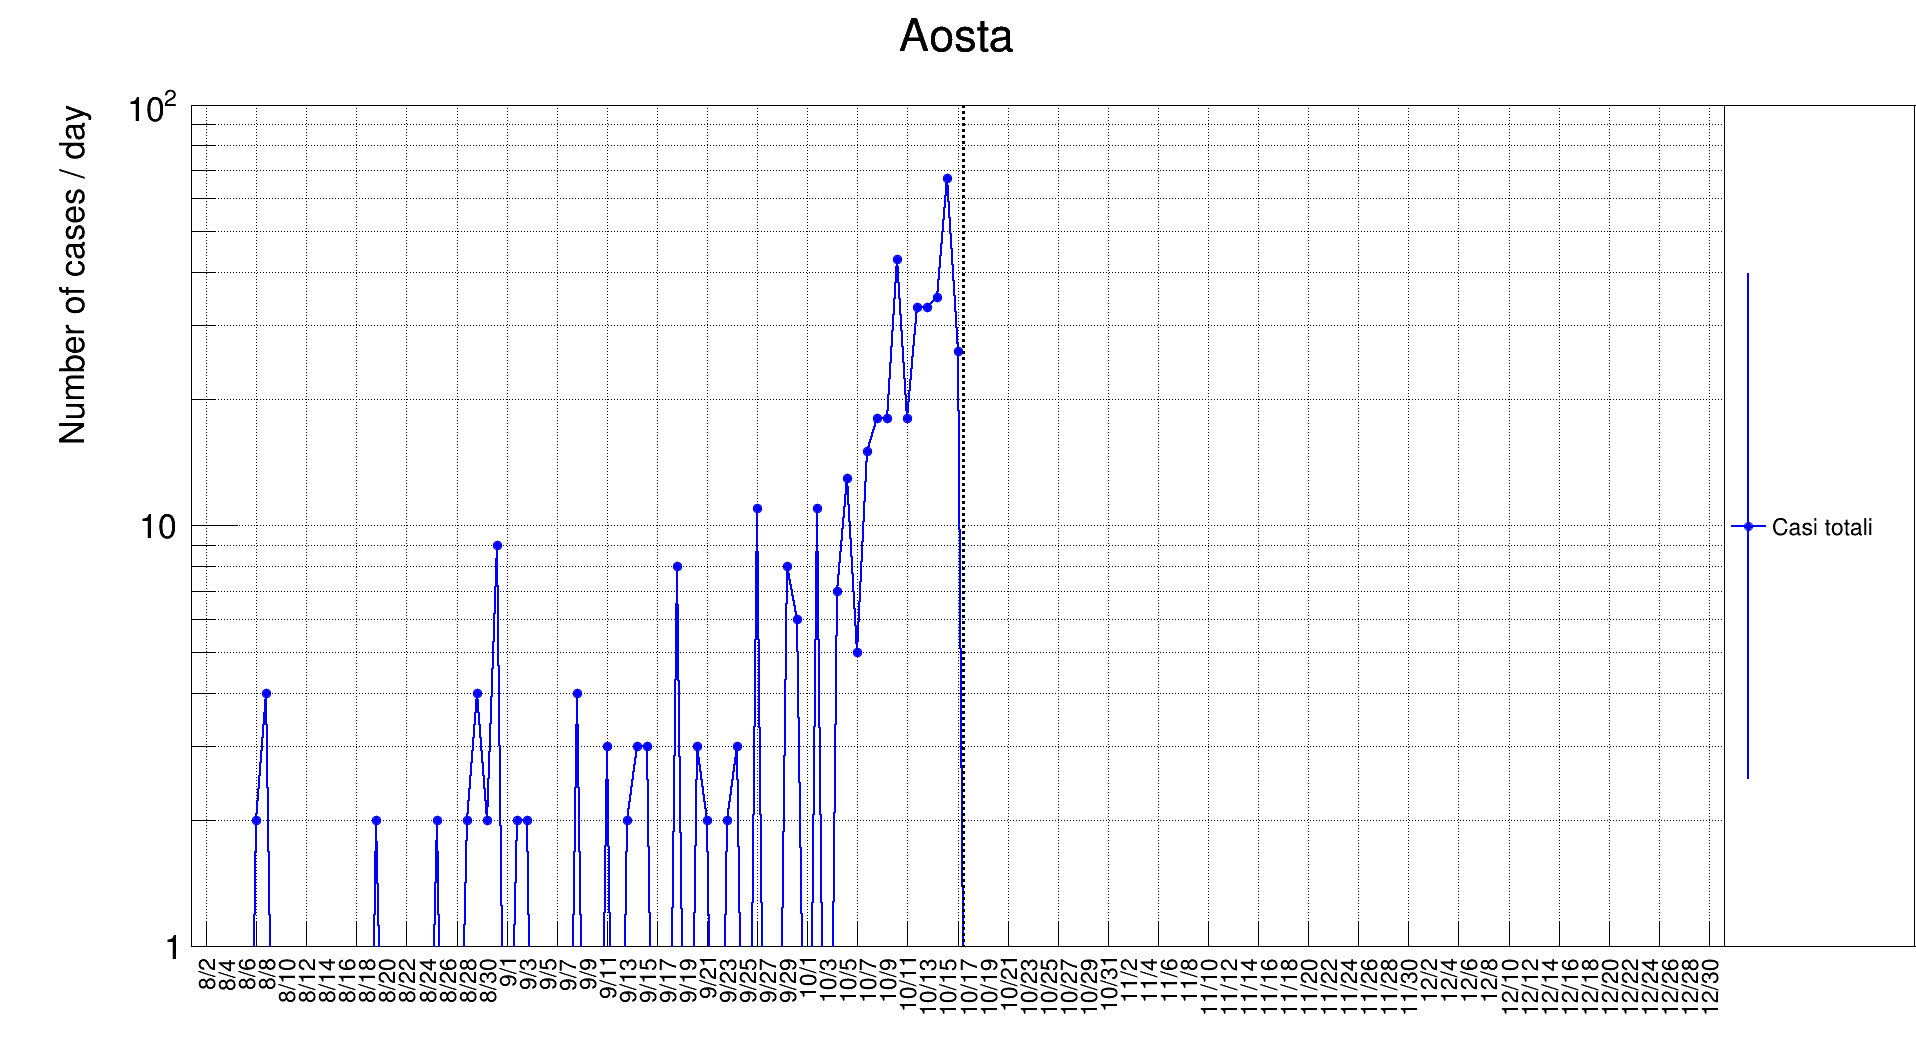 Aosta
Number of cases / day
10²
10
1
8/2 8/4 8/6 8/8 8/10 8/12 8/14 8/16 8/18 8/20 8/22 8/24 8/26 8/28 8/30 9/1 9/3 9/5 9/7 9/9 9/11 9/13 9/15 9/17 9/19 9/21 9/23 9/25 9/27 9/29 10/1 10/3 10/5 10/7 10/9 10/11 10/13 10/15 10/17 10/19 10/21 10/23 10/25 10/27 10/29 10/31 11/2 11/4 11/6 11/8 11/10 11/12 11/14 11/16 11/18 11/20 11/22 11/24 11/26 11/28 11/30 12/2 12/4 12/6 12/8 12/10 12/12 12/14 12/16 12/18 12/20 12/22 12/24 12/26 12/28 12/30
Casi totali